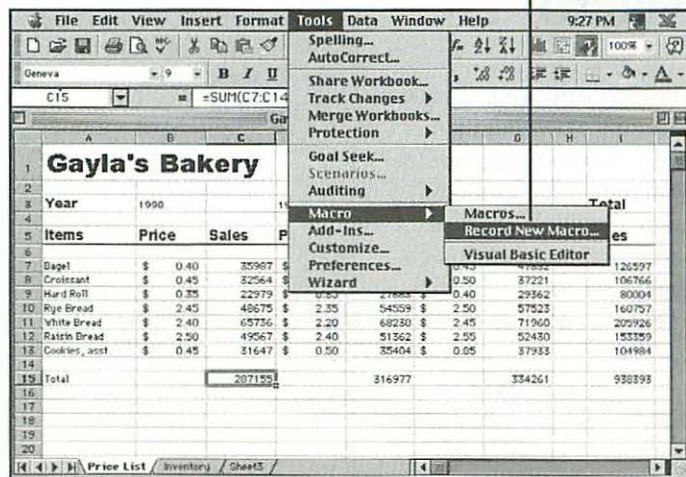 File Edit View Insert Format Tools Data Window Help 9:27 PM
100%
Geneva 9 B I U
C15 = =SUM(C7:C14
Ga
Spelling...
AutoCorrect...
Share Workbook...
Track Changes
Merge Workbooks...
Protection
Goal Seek...
Scenarios...
Auditing
Macro
Add-Ins...
Customize...
Preferences...
Wizard
Macros...
Record New Macro...
Visual Basic Editor
A B C G H I
1 Gayla's Bakery
2
3 Year 1990 Total
4
5 Items Price Sales P es
6
7 Bagel $ 0.40 35987 $ 126597
8 Croissant $ 0.45 32564 $ 0.50 37221 106766
9 Hard Roll $ 0.35 22979 $ 27663 $ 0.40 29362 80004
10 Rye Bread $ 2.45 48675 $ 2.35 54559 $ 2.50 57523 160757
11 White Bread $ 2.40 65736 $ 2.20 68230 $ 2.45 71960 205926
12 Raisin Bread $ 2.50 49567 $ 2.40 51362 $ 2.55 52430 153359
13 Cookies, asst $ 0.45 31647 $ 0.50 35404 $ 0.05 37933 104984
14
15 Total 287155 316977 334261 938393
16
17
18
19
20
Price List Inventory Sheet3